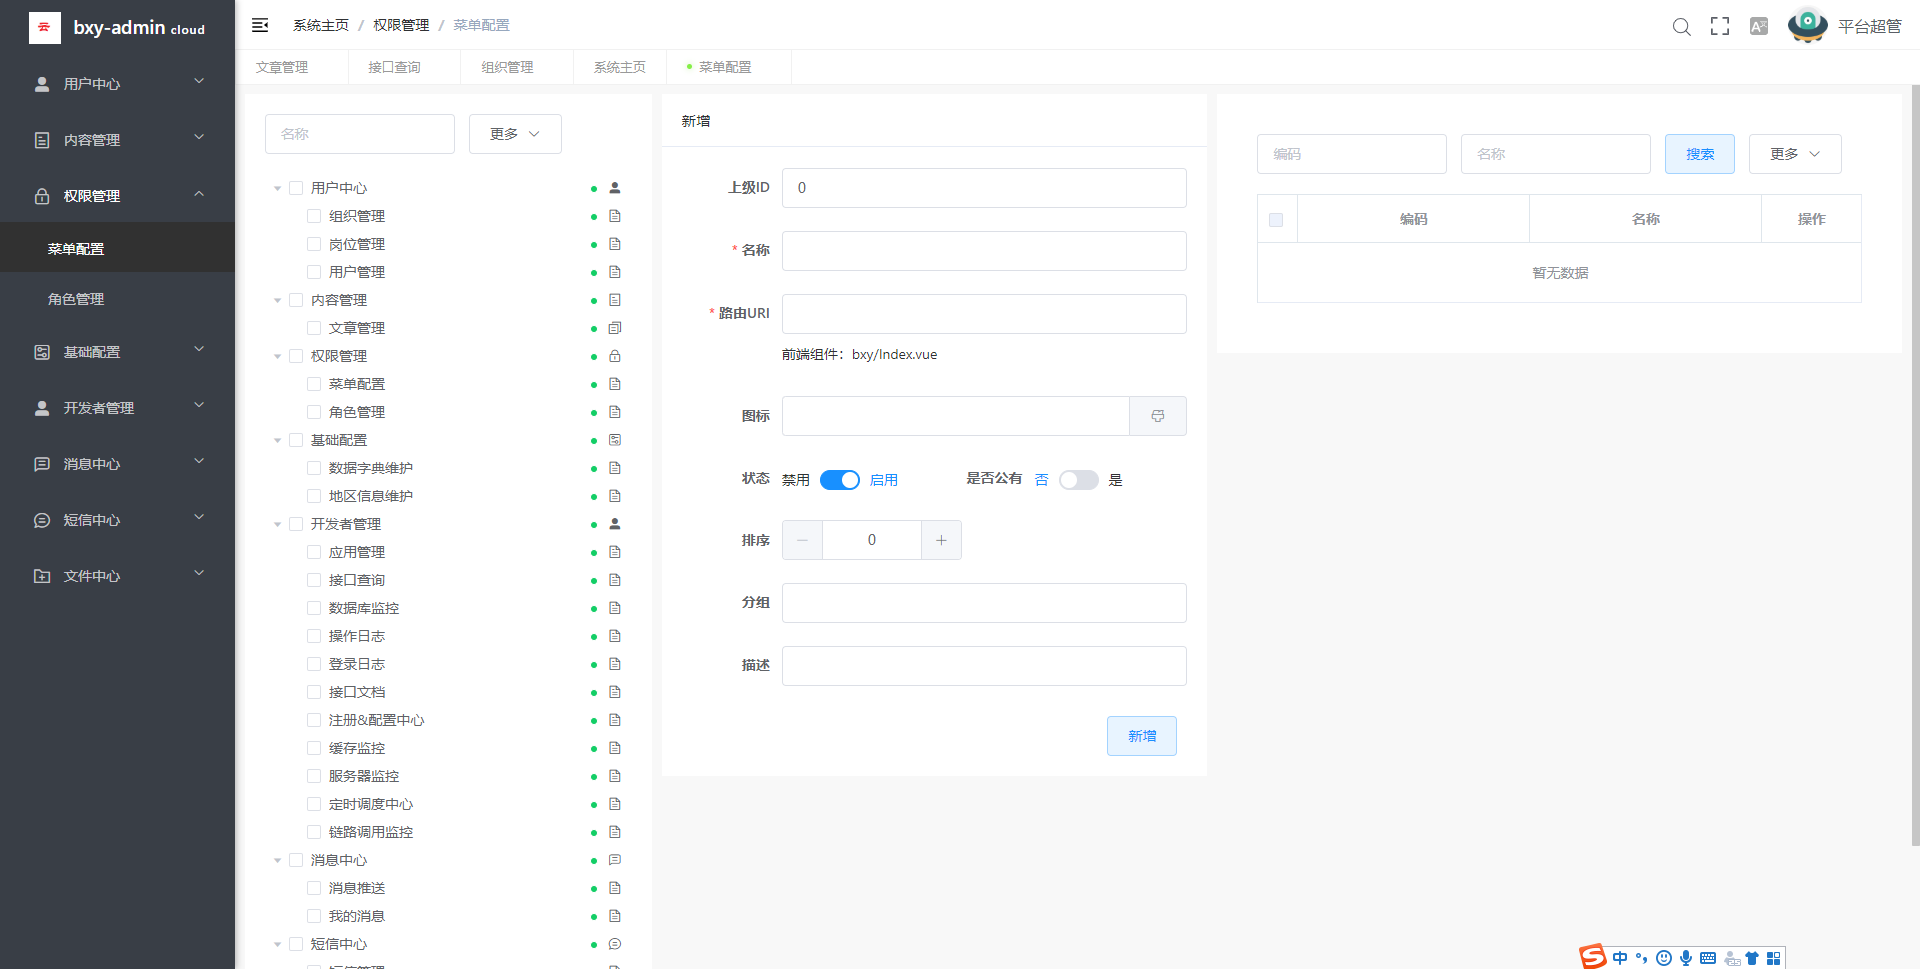 云 bxy-admin cloud
用户中心
内容管理
权限管理
菜单配置
角色管理
基础配置
开发者管理
消息中心
短信中心
文件中心
系统主页 / 权限管理 / 菜单配置
平台超管
文章管理 接口查询 组织管理 系统主页 菜单配置
名称 更多
用户中心
组织管理
岗位管理
用户管理
内容管理
文章管理
权限管理
菜单配置
角色管理
基础配置
数据字典维护
地区信息维护
开发者管理
应用管理
接口查询
数据库监控
操作日志
登录日志
接口文档
注册&配置中心
缓存监控
服务器监控
定时调度中心
链路调用监控
消息中心
消息推送
我的消息
短信中心
短信管理
新增
上级ID 0
* 名称
* 路由URI
前端组件：bxy/Index.vue
图标
状态 禁用 启用 是否公有 否 是
排序 0
分组
描述
新增
编码 名称 搜索 更多
编码 名称 操作
暂无数据
中